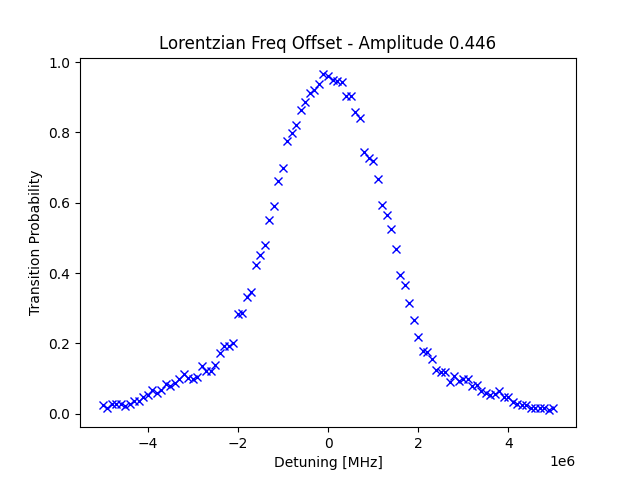 Lorentzian Freq Offset - Amplitude 0.446
1.0
0.8
0.6
0.4
0.2
0.0
Transition Probability
−4
−2
0
2
4
1e6
Detuning [MHz]